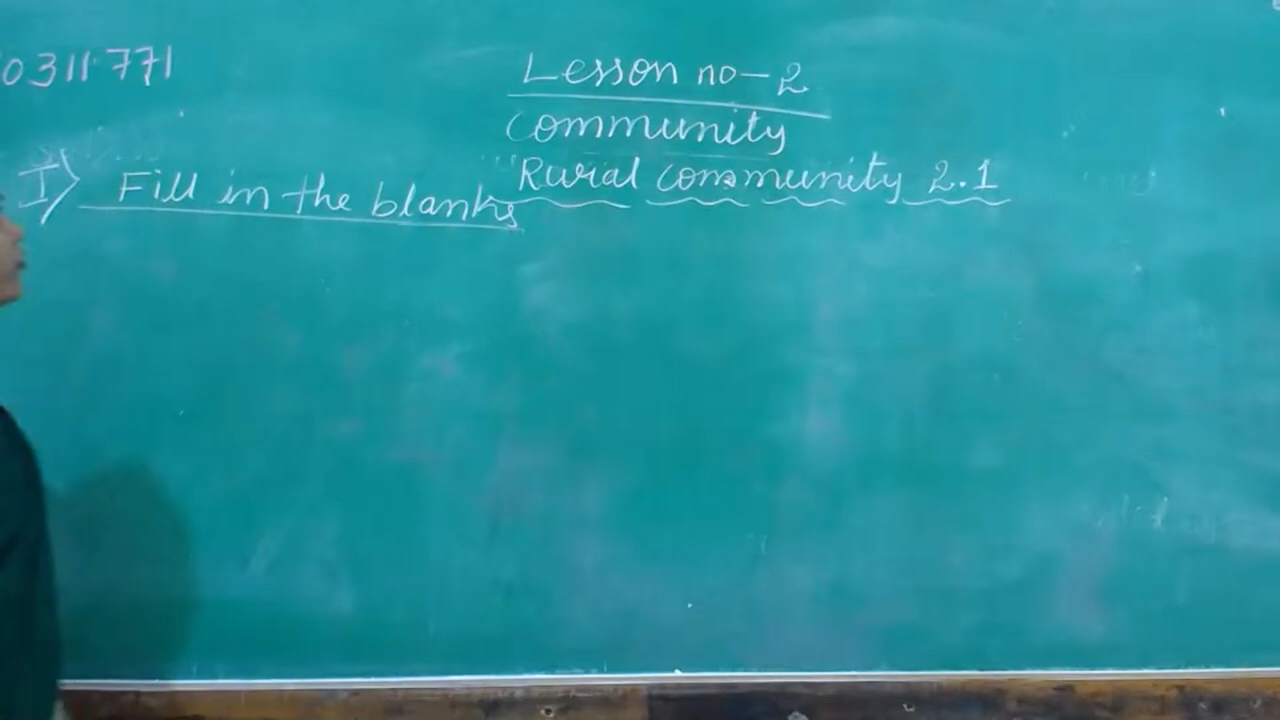 0311771
Lesson no-2
Community
"Rural community 2.1
I) Fill in the blanks